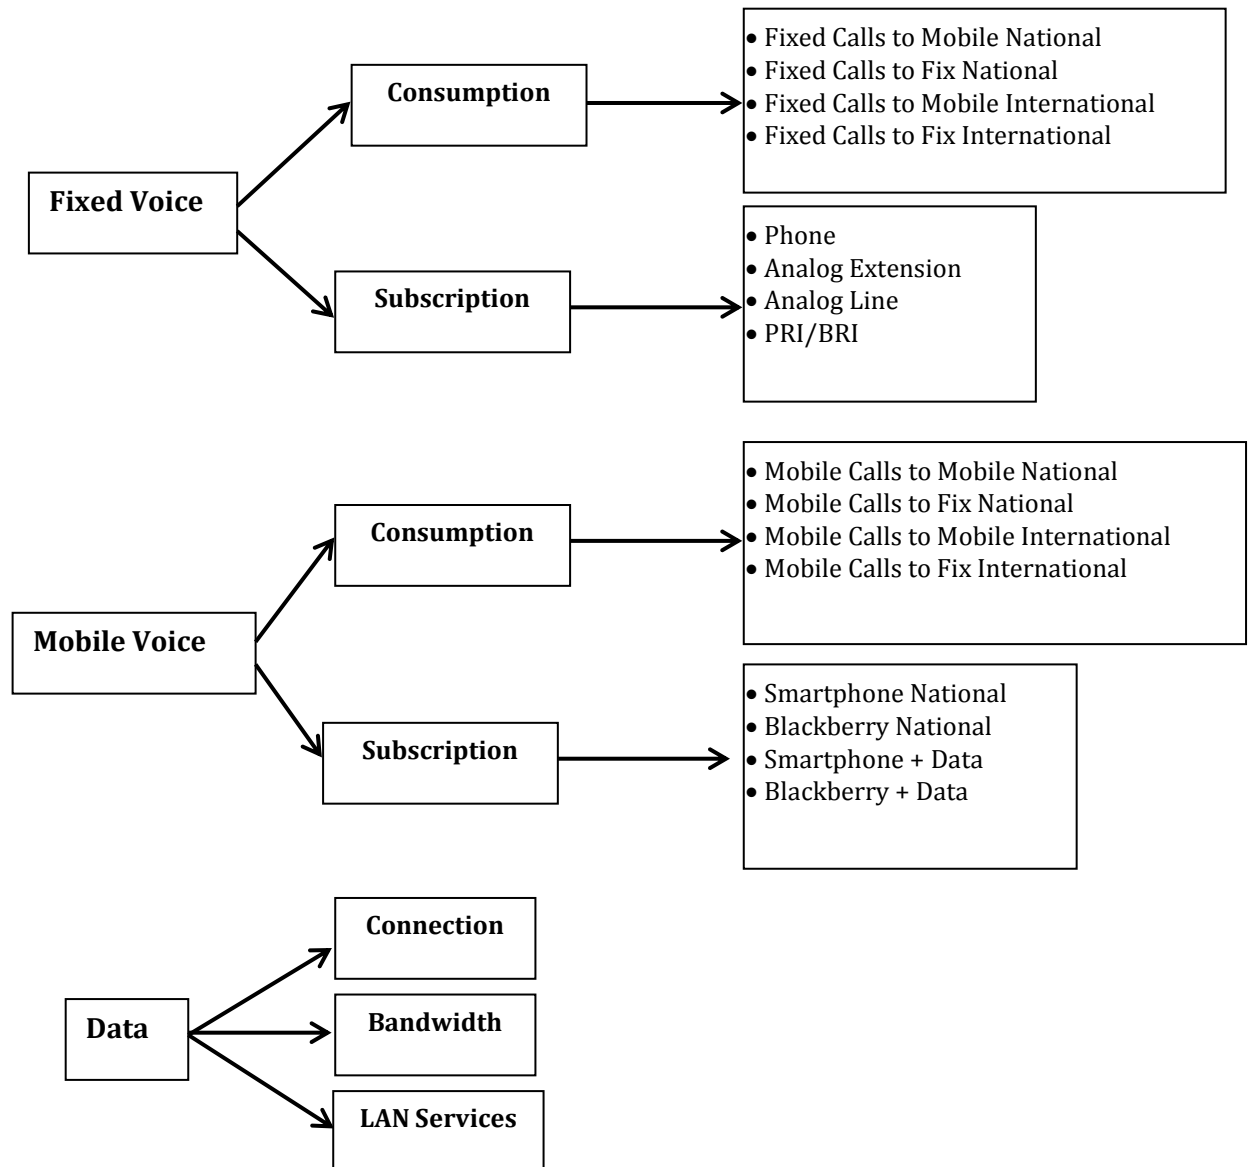 Fixed Voice
Consumption
• Fixed Calls to Mobile National
• Fixed Calls to Fix National
• Fixed Calls to Mobile International
• Fixed Calls to Fix International
Subscription
• Phone
• Analog Extension
• Analog Line
• PRI/BRI
Mobile Voice
Consumption
• Mobile Calls to Mobile National
• Mobile Calls to Fix National
• Mobile Calls to Mobile International
• Mobile Calls to Fix International
Subscription
• Smartphone National
• Blackberry National
• Smartphone + Data
• Blackberry + Data
Data
Connection
Bandwidth
LAN Services